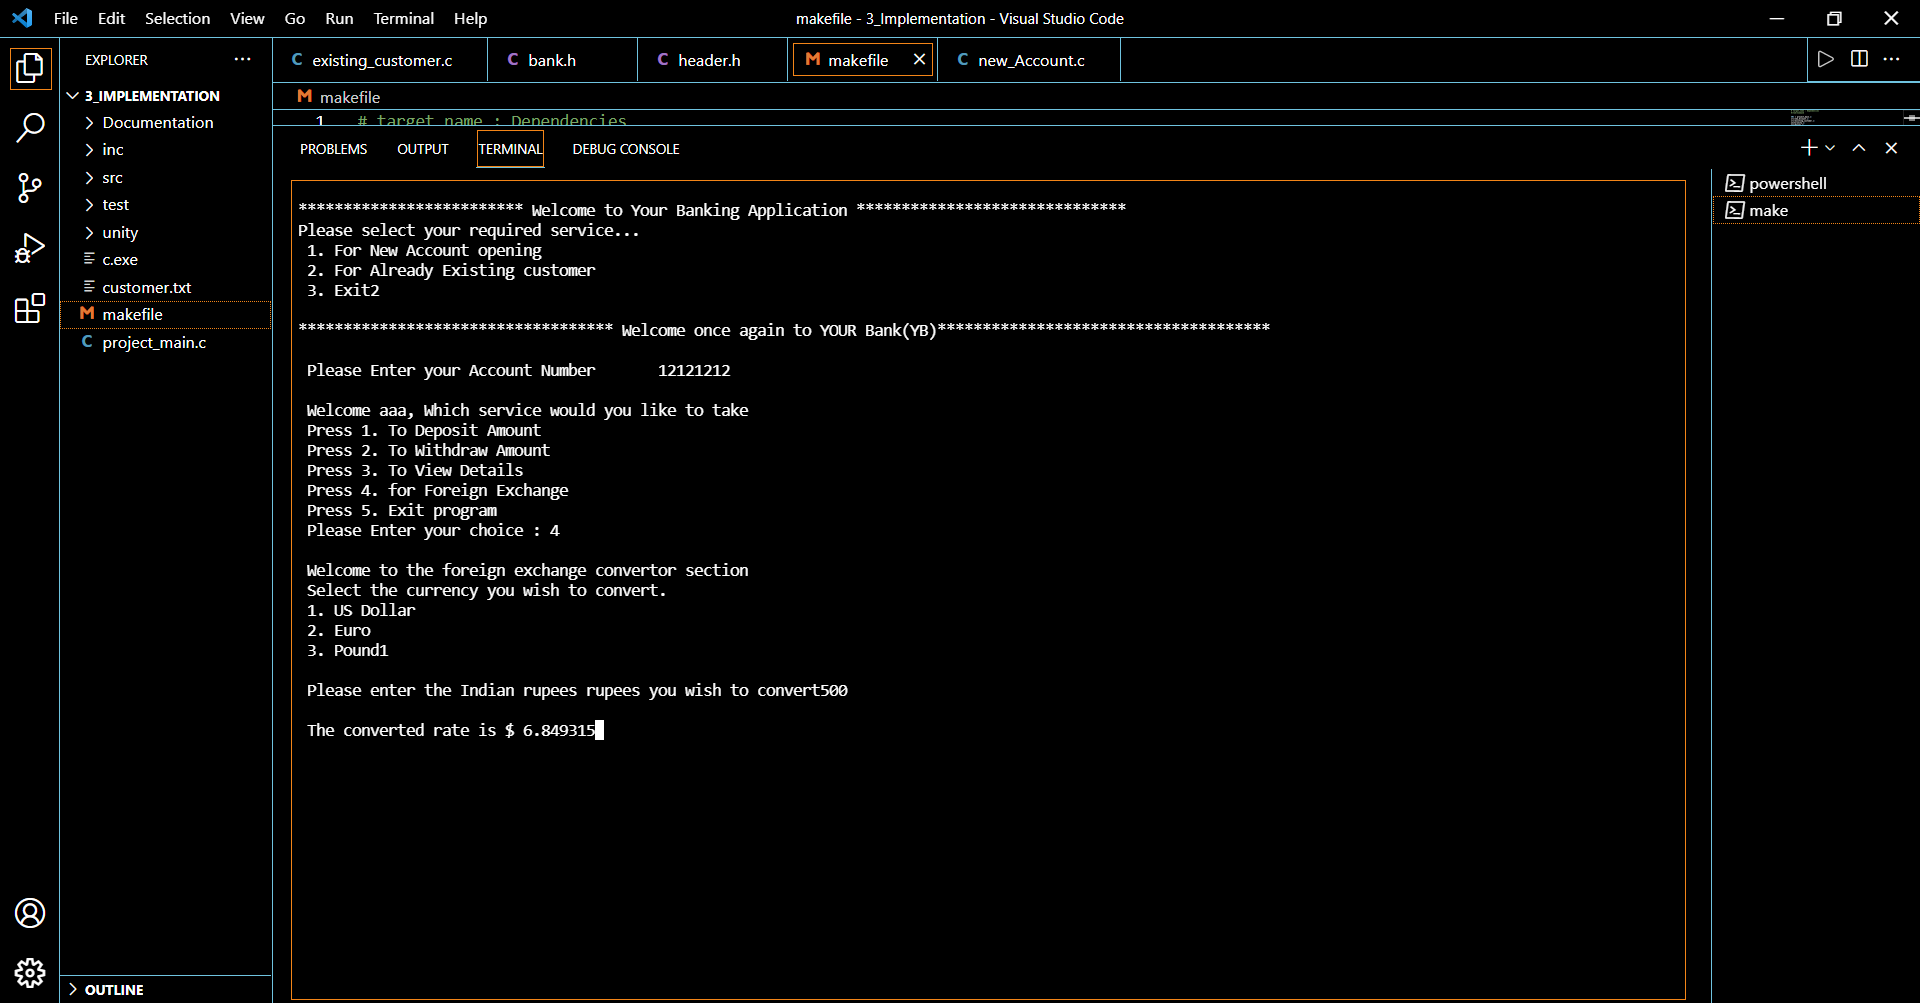 File Edit Selection View Go Run Terminal Help
makefile - 3_Implementation - Visual Studio Code
EXPLORER
3_IMPLEMENTATION
Documentation
inc
src
test
unity
c.exe
customer.txt
makefile
project_main.c
OUTLINE
existing_customer.c
bank.h
header.h
makefile
new_Account.c
makefile
1 # target name : Dependencies
PROBLEMS OUTPUT TERMINAL DEBUG CONSOLE
************************* Welcome to Your Banking Application ******************************
Please select your required service...
1. For New Account opening
2. For Already Existing customer
3. Exit2
*********************************** Welcome once again to YOUR Bank(YB)*************************************
Please Enter your Account Number 12121212
Welcome aaa, Which service would you like to take
Press 1. To Deposit Amount
Press 2. To Withdraw Amount
Press 3. To View Details
Press 4. for Foreign Exchange
Press 5. Exit program
Please Enter your choice : 4
Welcome to the foreign exchange convertor section
Select the currency you wish to convert.
1. US Dollar
2. Euro
3. Pound1
Please enter the Indian rupees rupees you wish to convert500
The converted rate is $ 6.849315
powershell
make